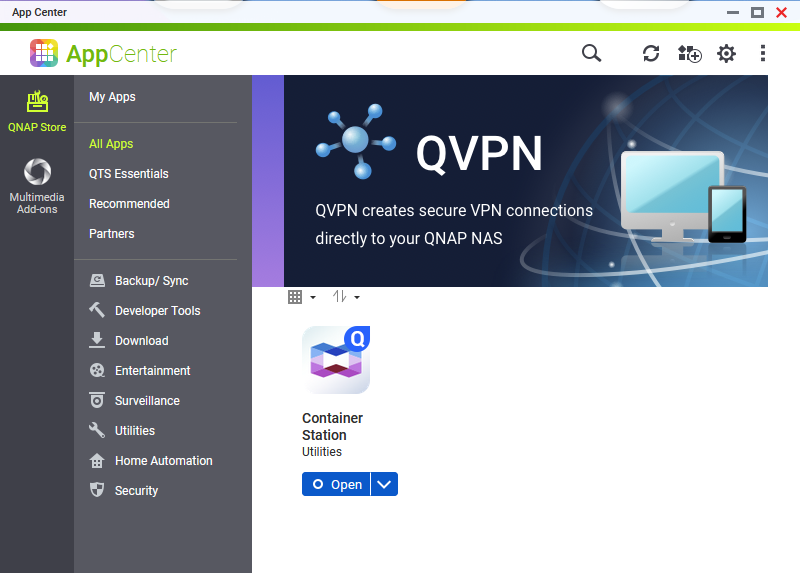 App Center
AppCenter
QNAP Store
Multimedia
Add-ons
My Apps
All Apps
QTS Essentials
Recommended
Partners
Backup/ Sync
Developer Tools
Download
Entertainment
Surveillance
Utilities
Home Automation
Security
QVPN
QVPN creates secure VPN connections
directly to your QNAP NAS
Q
Container
Station
Utilities
Open